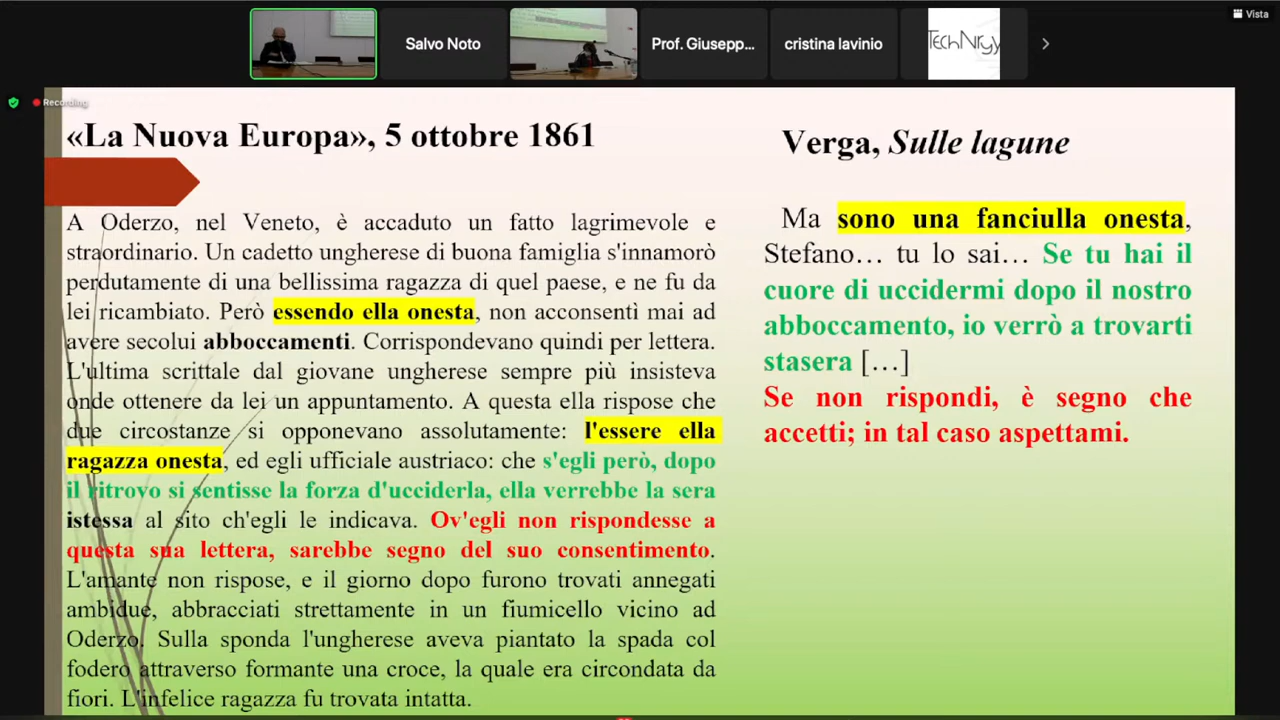 Vista
Salvo Noto
Prof. Giusepp...
cristina lavinio
TechNrgy
Recording
«La Nuova Europa», 5 ottobre 1861
A Oderzo, nel Veneto, è accaduto un fatto lagrimevole e
straordinario. Un cadetto ungherese di buona famiglia s'innamorò
perdutamente di una bellissima ragazza di quel paese, e ne fu da
lei ricambiato. Però essendo ella onesta, non acconsentì mai ad
avere secolui abboccamenti. Corrispondevano quindi per lettera.
L'ultima scrittale dal giovane ungherese sempre più insisteva
onde ottenere da lei un appuntamento. A questa ella rispose che
due circostanze si opponevano assolutamente: l'essere ella
ragazza onesta, ed egli ufficiale austriaco: che s'egli però, dopo
il ritrovo si sentisse la forza d'ucciderla, ella verrebbe la sera
istessa al sito ch'egli le indicava. Ov'egli non rispondesse a
questa sua lettera, sarebbe segno del suo consentimento.
L'amante non rispose, e il giorno dopo furono trovati annegati
ambidue, abbracciati strettamente in un fiumicello vicino ad
Oderzo. Sulla sponda l'ungherese aveva piantato la spada col
fodero attraverso formante una croce, la quale era circondata da
fiori. L'infelice ragazza fu trovata intatta.
Verga, Sulle lagune
Ma sono una fanciulla onesta,
Stefano… tu lo sai… Se tu hai il
cuore di uccidermi dopo il nostro
abboccamento, io verrò a trovarti
stasera […]
Se non rispondi, è segno che
accetti; in tal caso aspettami.